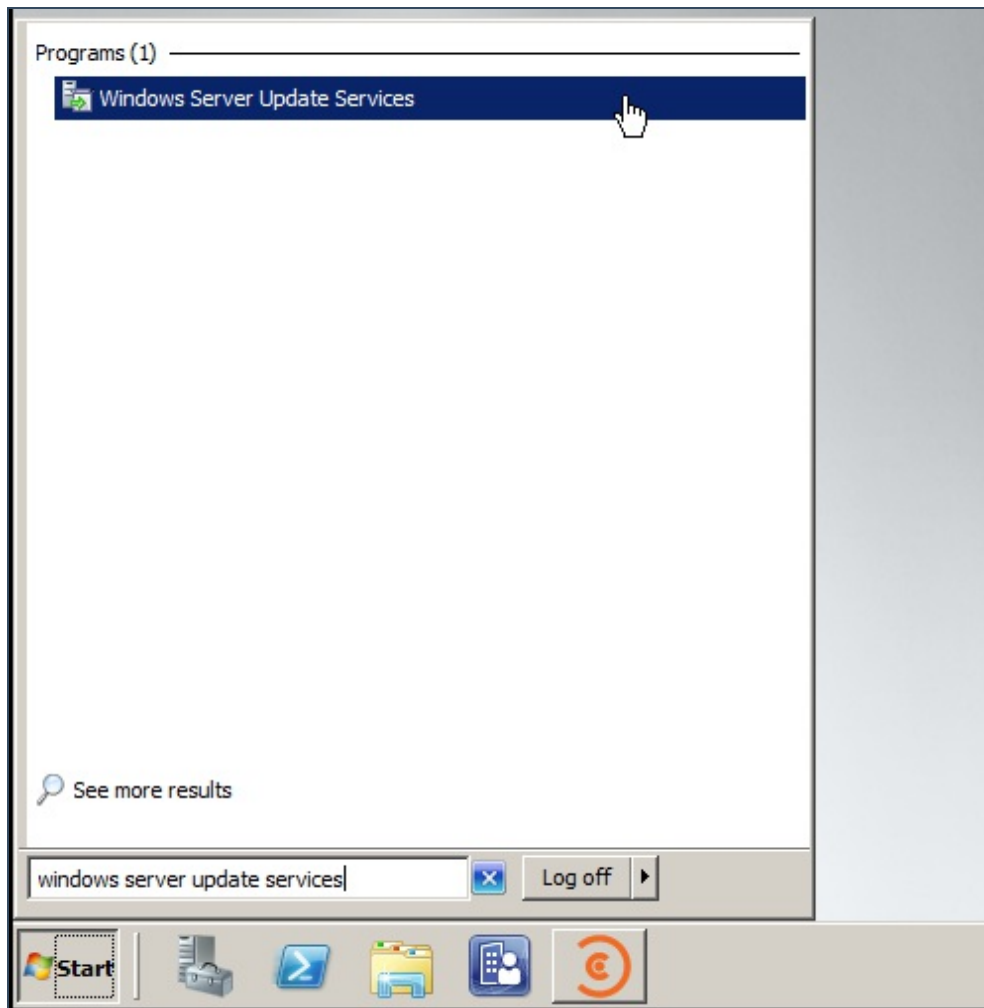 Programs (1)
Windows Server Update Services
See more results
windows server update services
Log off
Start